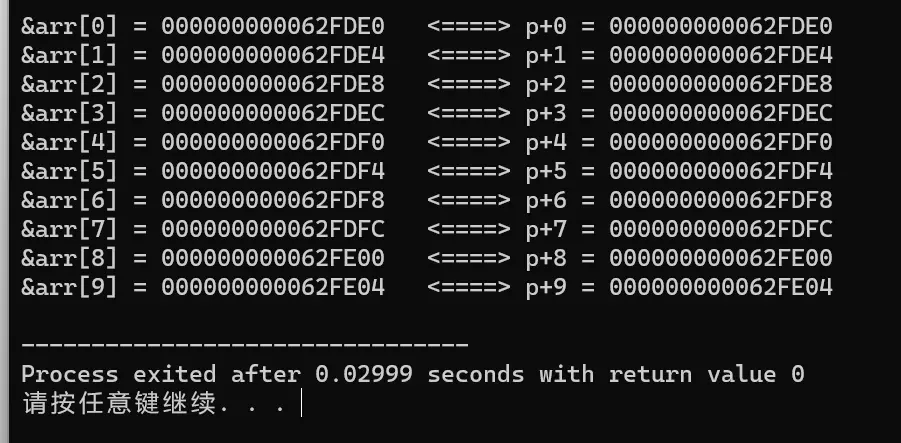 &arr[0] = 000000000062FDE0   <====> p+0 = 000000000062FDE0
&arr[1] = 000000000062FDE4   <====> p+1 = 000000000062FDE4
&arr[2] = 000000000062FDE8   <====> p+2 = 000000000062FDE8
&arr[3] = 000000000062FDEC   <====> p+3 = 000000000062FDEC
&arr[4] = 000000000062FDF0   <====> p+4 = 000000000062FDF0
&arr[5] = 000000000062FDF4   <====> p+5 = 000000000062FDF4
&arr[6] = 000000000062FDF8   <====> p+6 = 000000000062FDF8
&arr[7] = 000000000062FDFC   <====> p+7 = 000000000062FDFC
&arr[8] = 000000000062FE00   <====> p+8 = 000000000062FE00
&arr[9] = 000000000062FE04   <====> p+9 = 000000000062FE04
--------------------------------
Process exited after 0.02999 seconds with return value 0
请按任意键继续. . .